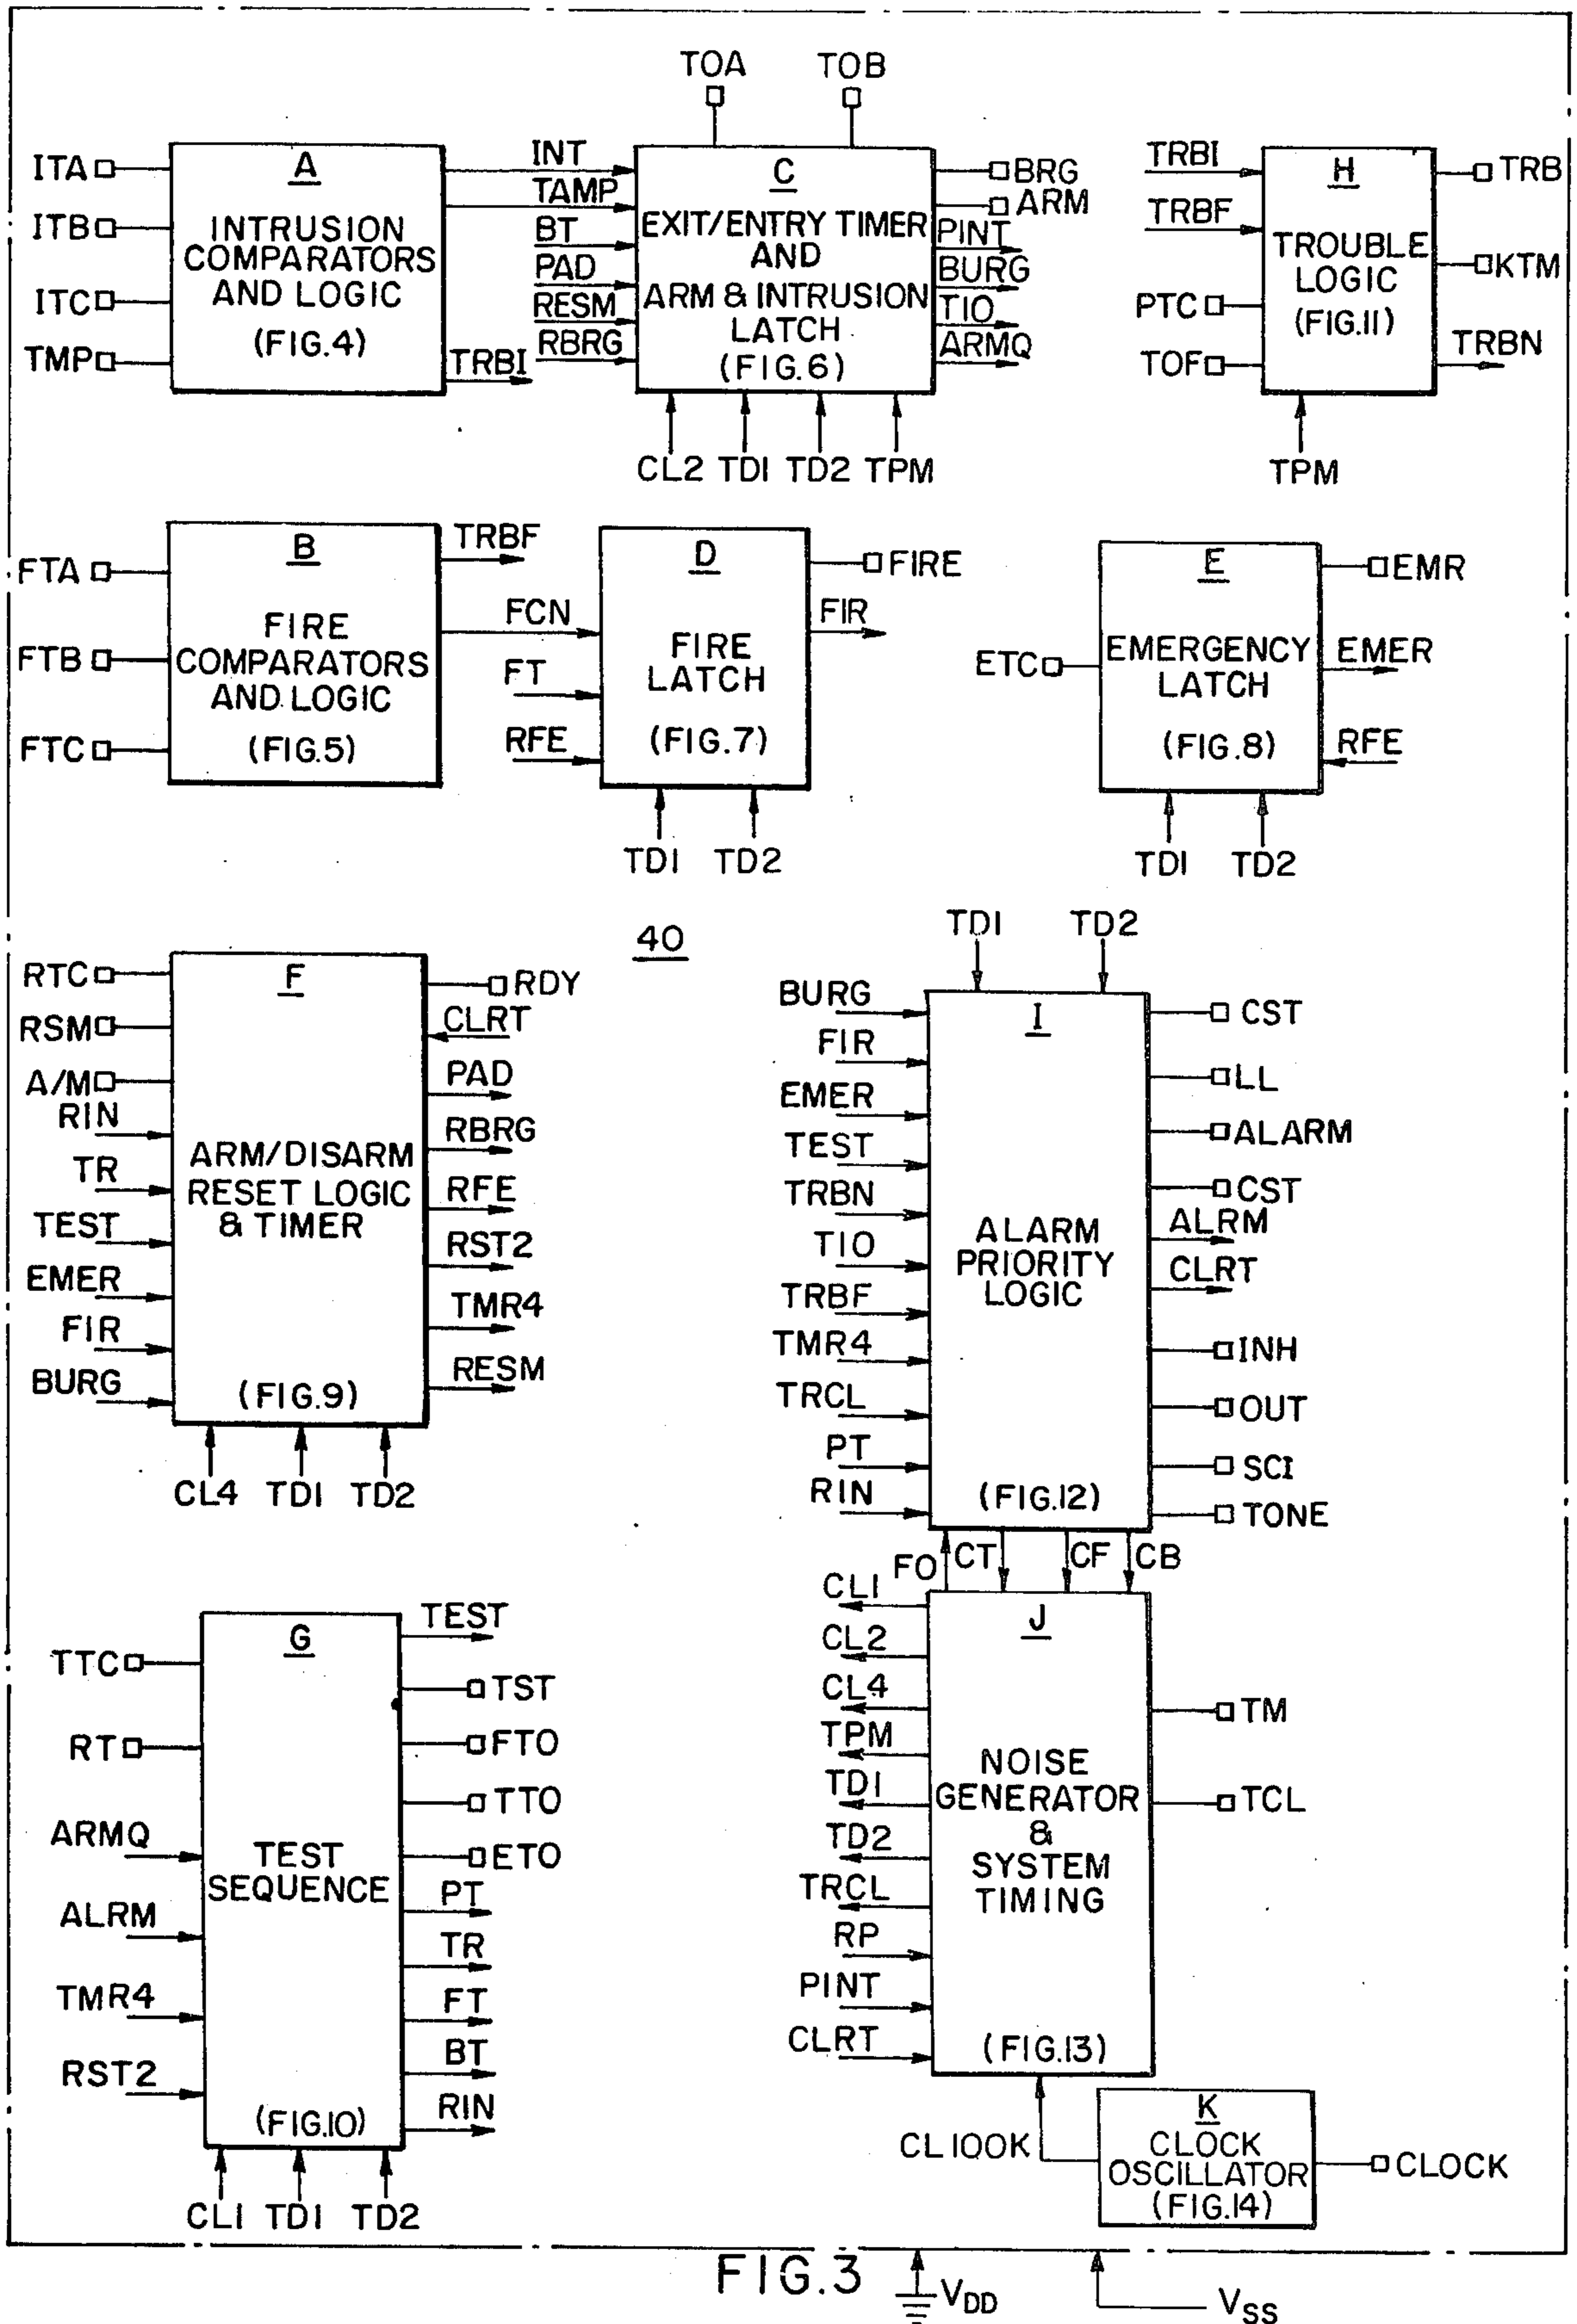 TOA TOB
ITA
ITB
ITC
TMP
A
INTRUSION
COMPARATORS
AND LOGIC
(FIG.4)
INT
TAMP
BT
PAD
RESM
RBRG
TRBI
C
EXIT/ENTRY TIMER
AND
ARM & INTRUSION
LATCH
(FIG.6)
BRG
ARM
PINT
BURG
TIO
ARMQ
CL2 TD1 TD2 TPM
TRBI
TRBF
PTC
TOF
H
TROUBLE
LOGIC
(FIG.11)
TRB
KTM
TRBN
TPM
FTA
FTB
FTC
B
FIRE
COMPARATORS
AND LOGIC
(FIG.5)
TRBF
FCN
FT
RFE
D
FIRE
LATCH
(FIG.7)
FIRE
FIR
TD1 TD2
ETC
E
EMERGENCY
LATCH
(FIG.8)
EMR
EMER
RFE
TD1 TD2
40
RTC
RSM
A/M
RIN
TR
TEST
EMER
FIR
BURG
F
ARM/DISARM
RESET LOGIC
& TIMER
(FIG.9)
RDY
CLRT
PAD
RBRG
RFE
RST2
TMR4
RESM
CL4 TD1 TD2
TD1 TD2
BURG
FIR
EMER
TEST
TRBN
TIO
TRBF
TMR4
TRCL
PT
RIN
I
ALARM
PRIORITY
LOGIC
(FIG.12)
CST
LL
ALARM
CST
ALRM
CLRT
INH
OUT
SCI
TONE
FO CT CF CB
TTC
RT
ARMQ
ALRM
TMR4
RST2
G
TEST
SEQUENCE
(FIG.10)
TEST
TST
FTO
TTO
ETO
PT
TR
FT
BT
RIN
CL1 TD1 TD2
CL1
CL2
CL4
TPM
TD1
TD2
TRCL
RP
PINT
CLRT
J
NOISE
GENERATOR
&
SYSTEM
TIMING
(FIG.13)
TM
TCL
CL100K
K
CLOCK
OSCILLATOR
(FIG.14)
CLOCK
FIG.3
VDD
VSS